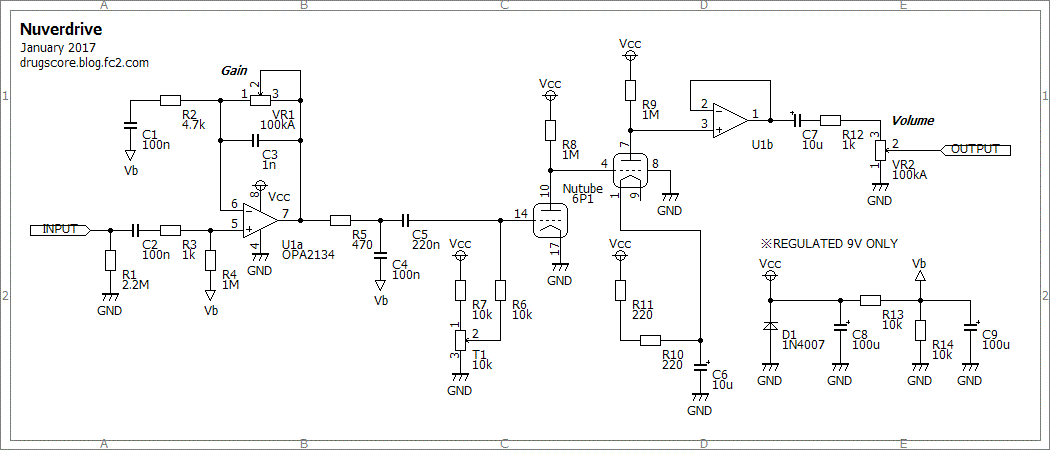 A B C D E
1 1
2 2
Nuverdrive
January 2017
drugscore.blog.fc2.com
Gain
1 2 3
R2
4.7k
VR1
100kA
C1
100n
Vb
C3
1n
8
Vcc
6
5
7
4
U1a
OPA2134
GND
INPUT
R1
2.2M
GND
C2
100n
R3
1k
R4
1M
Vb
R5
470
C4
100n
Vb
C5
220n
Vcc
R7
10k
R6
10k
1
2
3
T1
10k
GND
Vcc
R8
1M
10
14
17
GND
Nutube
6P1
Vcc
R9
1M
7
4
8
1
9
GND
Vcc
R11
220
R10
220
C6
10u
GND
2
3
1
U1b
C7
10u
R12
1k
Volume
3
2
1
VR2
100kA
GND
OUTPUT
※REGULATED 9V ONLY
Vcc
D1
1N4007
GND
C8
100u
GND
R13
10k
Vb
R14
10k
GND
C9
100u
GND
A B C D E